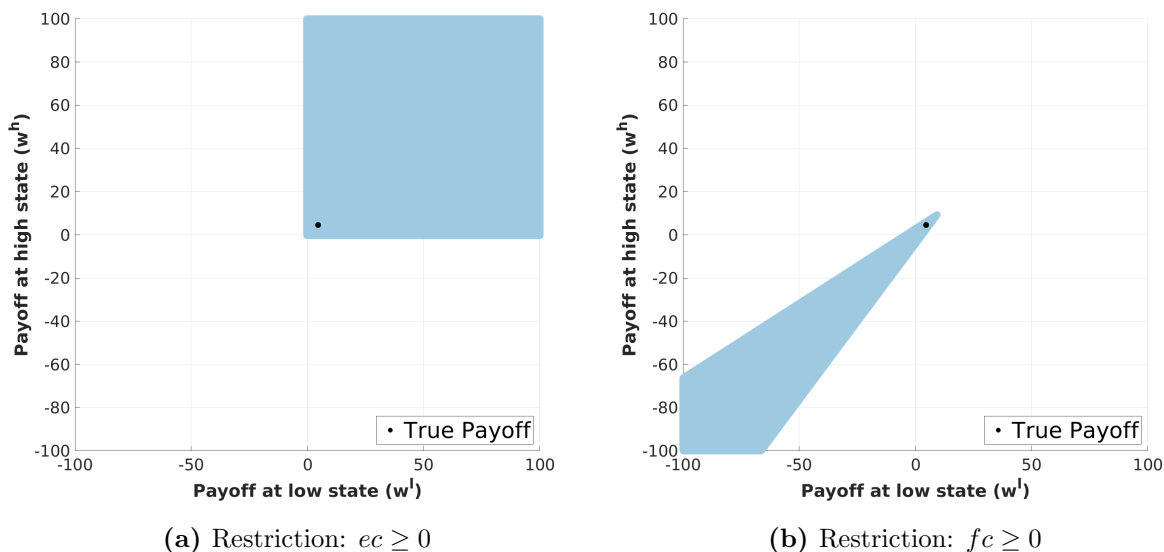 100
80
60
40
20
0
-20
-40
-60
-80
-100
-100 -50 0 50 100
Payoff at high state (w^h)
Payoff at low state (w^l)
True Payoff
(a) Restriction: ec ≥ 0
100
80
60
40
20
0
-20
-40
-60
-80
-100
-100 -50 0 50 100
Payoff at high state (w^h)
Payoff at low state (w^l)
True Payoff
(b) Restriction: fc ≥ 0